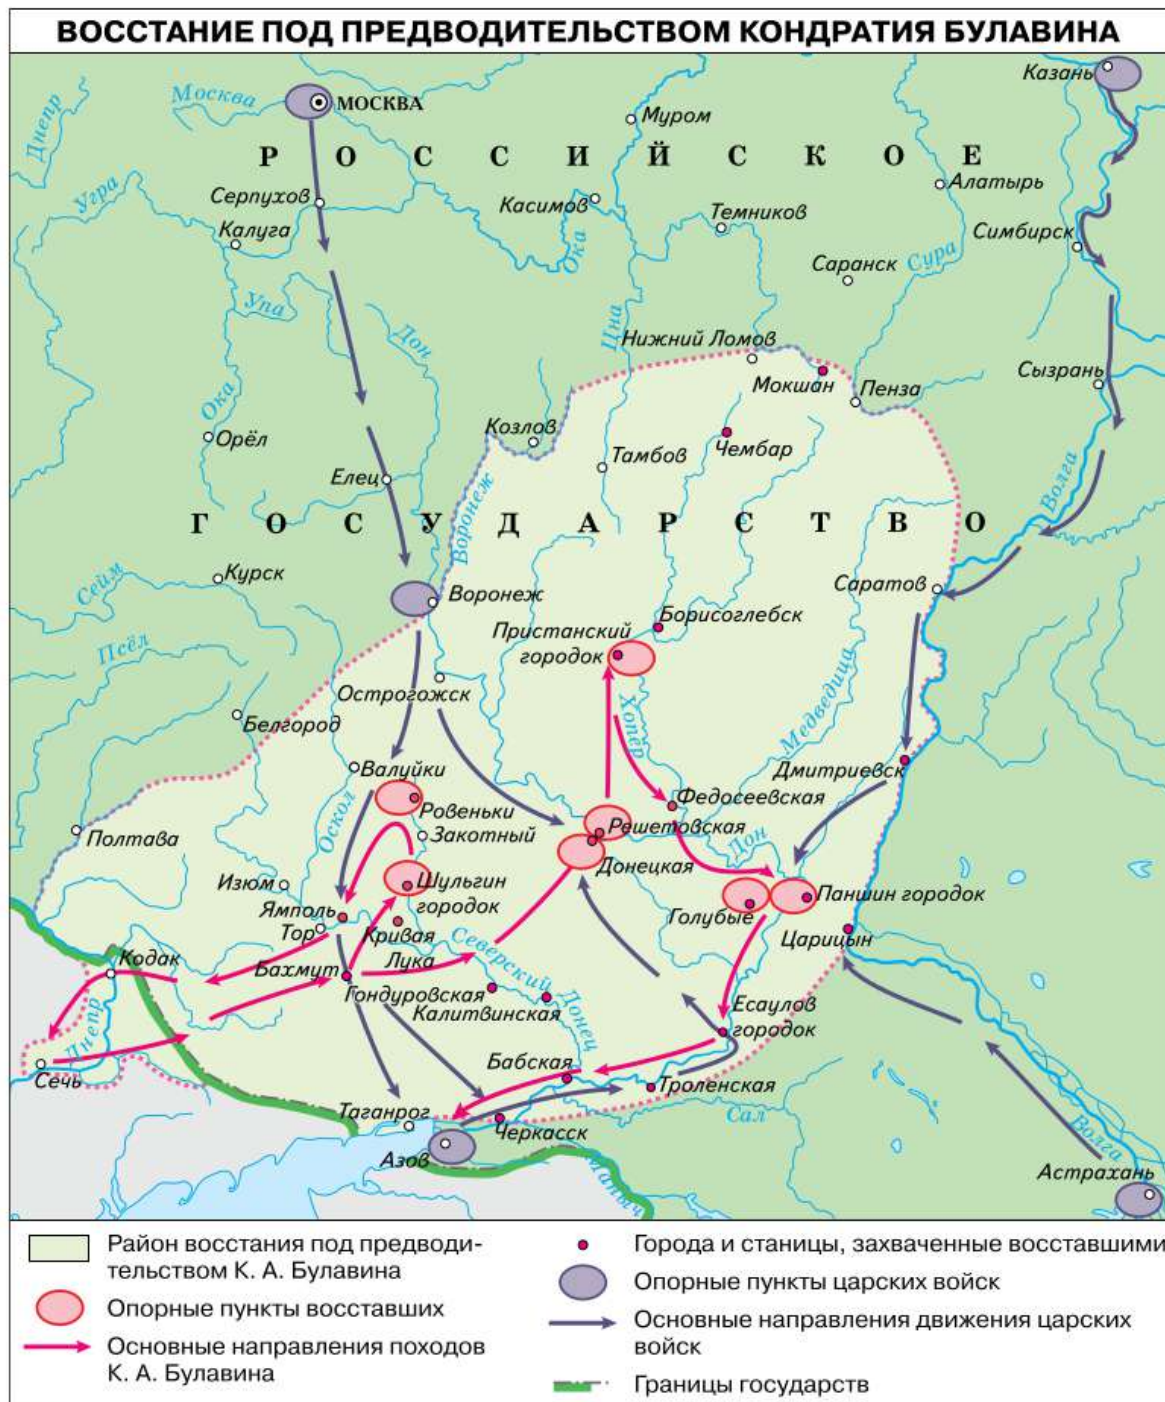 ВОССТАНИЕ ПОД ПРЕДВОДИТЕЛЬСТВОМ КОНДРАТИЯ БУЛАВИНА
Казань
Москва
МОСКВА
Днепр
Муром
РОССИЙСКОЕ
Алатырь
Угра
Серпухов
Касимов
Темников
Калуга
Симбирск
Ока
Саранск
Сура
Упа
Цна
Дон
Нижний Ломов
Сызрань
Мокшан
Пенза
Ока
Орёл
Козлов
Чембар
Тамбов
Елец
Волга
Воронеж
ГОСУДАРСТВО
Сейм
Курск
Саратов
Воронеж
Борисоглебск
Псёл
Пристанский
городок
Острогожск
Хопёр
Медведица
Белгород
Валуйки
Дмитриевск
Оскол
Ровеньки
Федосеевская
Закотный
Решетовская
Полтава
Дон
Донецкая
Изюм
Шульгин
городок
Паншин городок
Ямполь
Голубые
Тор
Кривая
Лука
Северский Донец
Царицын
Кодак
Бахмут
Гондуровская
Калитвинская
Есаулов
городок
Днепр
Сечь
Бабская
Троленская
Таганрог
Сал
Черкасск
Азов
Маныч
Волга
Астрахань
Район восстания под предводи-
тельством К. А. Булавина
Опорные пункты восставших
Основные направления походов
К. А. Булавина
Города и станицы, захваченные восставшими
Опорные пункты царских войск
Основные направления движения царских
войск
Границы государств